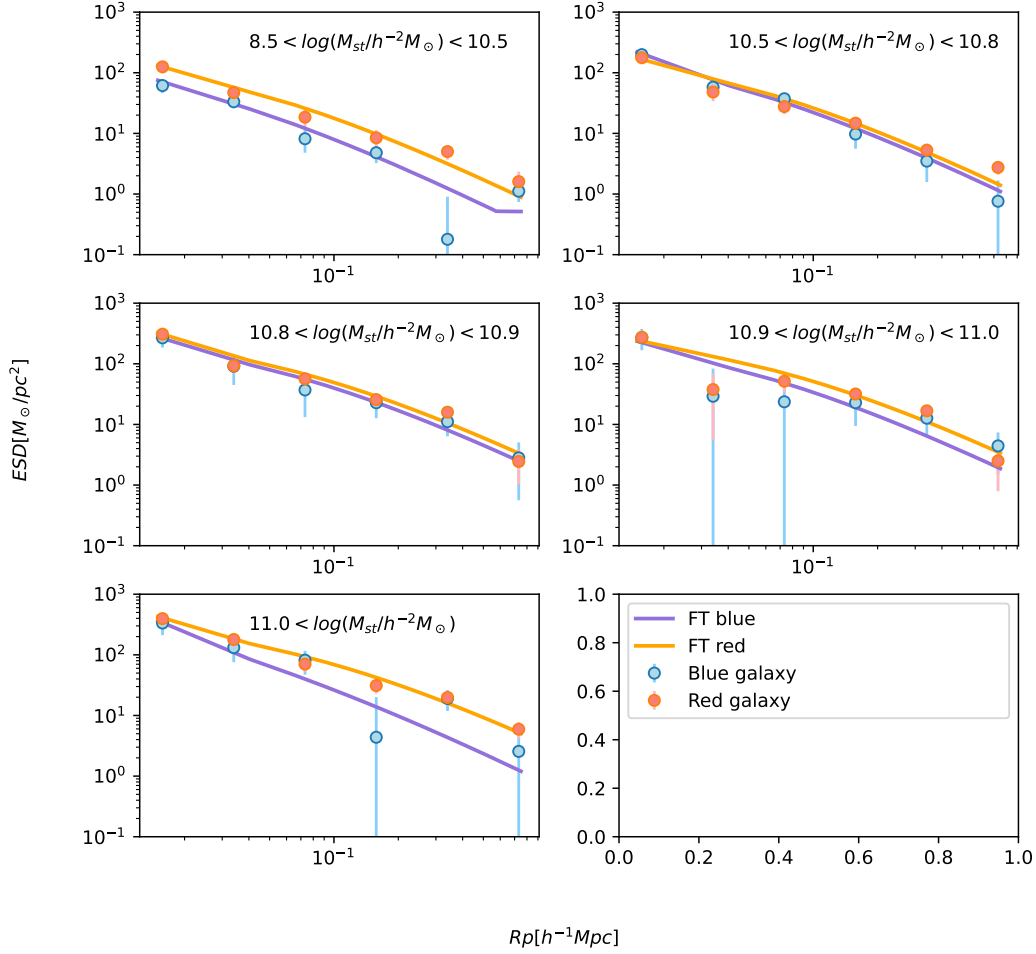 10³ 10² 10¹ 10⁰ 10⁻¹
8.5 < log(M_st/h⁻²M_⊙) < 10.5
10⁻¹
10³ 10² 10¹ 10⁰ 10⁻¹
10.5 < log(M_st/h⁻²M_⊙) < 10.8
10⁻¹
10³ 10² 10¹ 10⁰ 10⁻¹
10.8 < log(M_st/h⁻²M_⊙) < 10.9
10⁻¹
10³ 10² 10¹ 10⁰ 10⁻¹
10.9 < log(M_st/h⁻²M_⊙) < 11.0
10⁻¹
ESD[M_⊙/pc²]
10³ 10² 10¹ 10⁰ 10⁻¹
11.0 < log(M_st/h⁻²M_⊙)
10⁻¹
1.0 0.8 0.6 0.4 0.2 0.0
FT blue
FT red
Blue galaxy
Red galaxy
0.0 0.2 0.4 0.6 0.8 1.0
Rp[h⁻¹Mpc]